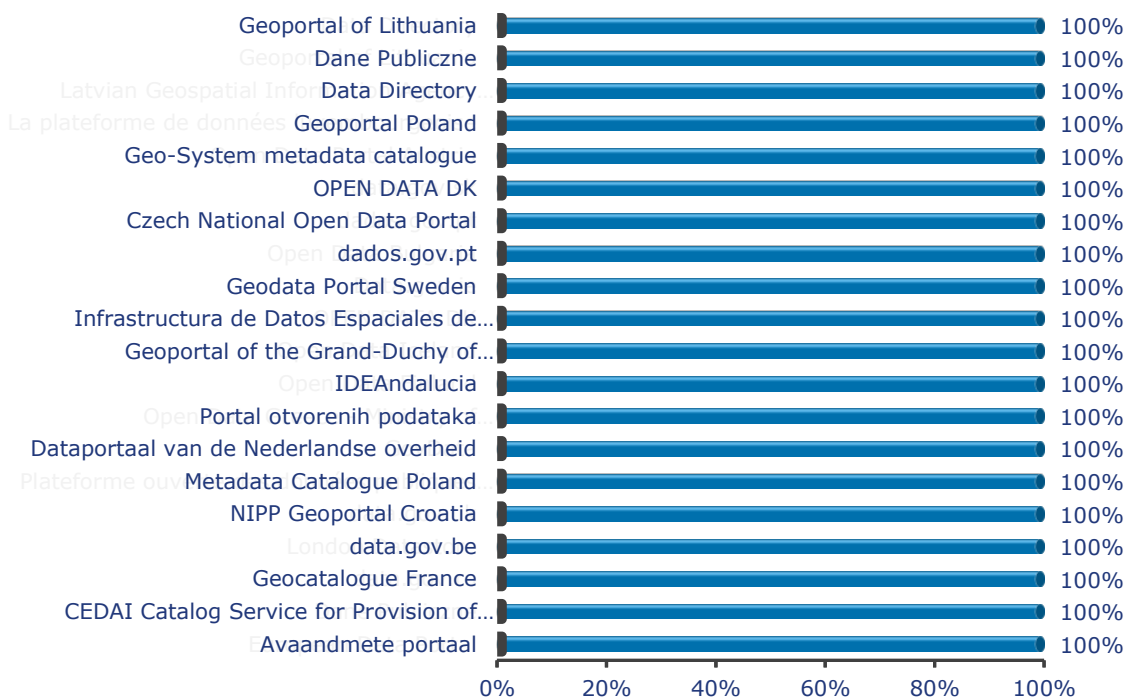 Geoportal of Lithuania 100%
Dane Publiczne 100%
Data Directory 100%
Geoportal Poland 100%
Geo-System metadata catalogue 100%
OPEN DATA DK 100%
Czech National Open Data Portal 100%
dados.gov.pt 100%
Geodata Portal Sweden 100%
Infrastructura de Datos Espaciales de… 100%
Geoportal of the Grand-Duchy of… 100%
IDEAndalucia 100%
Portal otvorenih podataka 100%
Dataportaal van de Nederlandse overheid 100%
Metadata Catalogue Poland 100%
NIPP Geoportal Croatia 100%
data.gov.be 100%
Geocatalogue France 100%
CEDAI Catalog Service for Provision of… 100%
Avaandmete portaal 100%
0% 20% 40% 60% 80% 100%